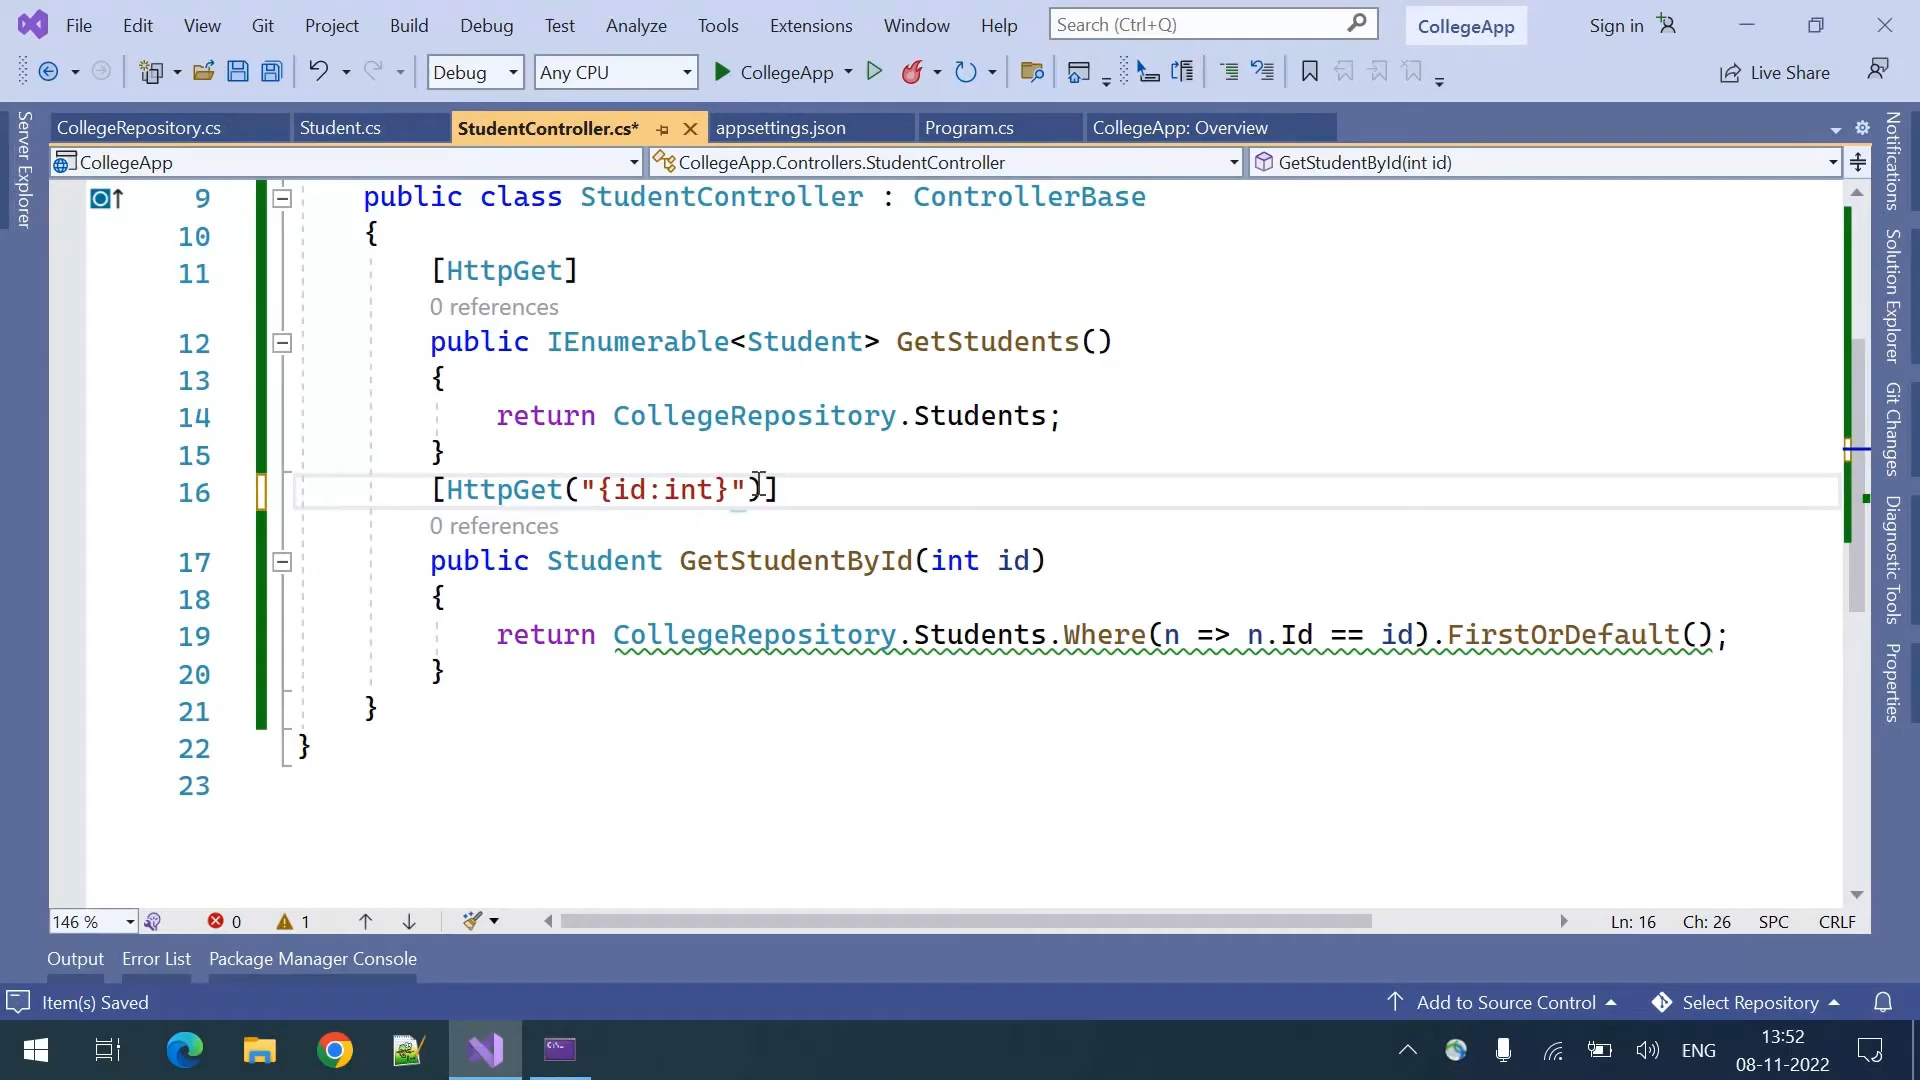 File Edit View Git Project Build Debug Test Analyze Tools Extensions Window Help Search (Ctrl+Q) CollegeApp Sign in
Debug Any CPU CollegeApp Live Share
CollegeRepository.cs Student.cs StudentController.cs* appsettings.json Program.cs CollegeApp: Overview
CollegeApp CollegeApp.Controllers.StudentController GetStudentById(int id)
Server Explorer
Notifications
Solution Explorer
Git Changes
Diagnostic Tools
Properties
9 public class StudentController : ControllerBase
10 {
11 [HttpGet]
0 references
12 public IEnumerable<Student> GetStudents()
13 {
14 return CollegeRepository.Students;
15 }
16 [HttpGet("{id:int}")]
0 references
17 public Student GetStudentById(int id)
18 {
19 return CollegeRepository.Students.Where(n => n.Id == id).FirstOrDefault();
20 }
21 }
22 }
23
146 % 0 1 Ln: 16 Ch: 26 SPC CRLF
Output Error List Package Manager Console
Item(s) Saved Add to Source Control Select Repository
ENG 13:52
08-11-2022